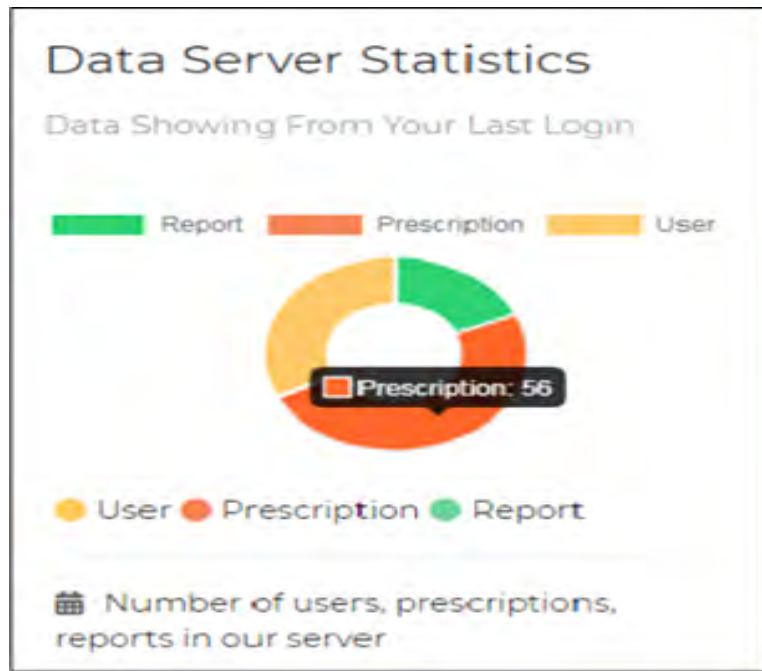 Data Server Statistics
Data Showing From Your Last Login
Report Prescription User
Prescription: 56
User Prescription Report
Number of users, prescriptions,
reports in our server